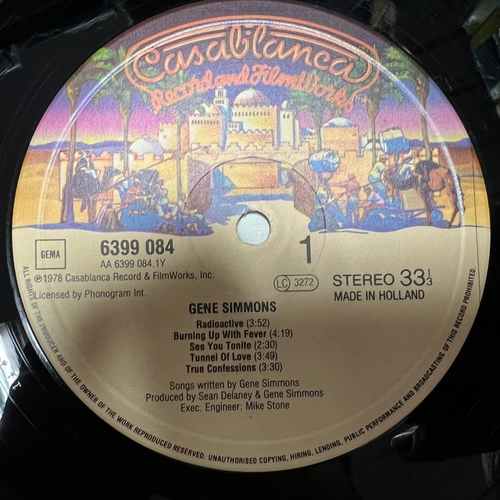 Casablanca
Record and FilmWorks
GEMA
6399 084
AA 6399 084.1Y
℗1978 Casablanca Record & FilmWorks, Inc.
Licensed by Phonogram Int.
1
LC 3272
STEREO 33 1/3
MADE IN HOLLAND
GENE SIMMONS
Radioactive (3:52)
Burning Up With Fever (4:19)
See You Tonite (2:30)
Tunnel Of Love (3:49)
True Confessions (3:30)
Songs written by Gene Simmons
Produced by Sean Delaney & Gene Simmons
Exec. Engineer: Mike Stone
ALL RIGHTS OF THE PRODUCER AND OF THE OWNER OF THE WORK REPRODUCED RESERVED. UNAUTHORISED COPYING, HIRING, LENDING, PUBLIC PERFORMANCE AND BROADCASTING OF THIS RECORD PROHIBITED.